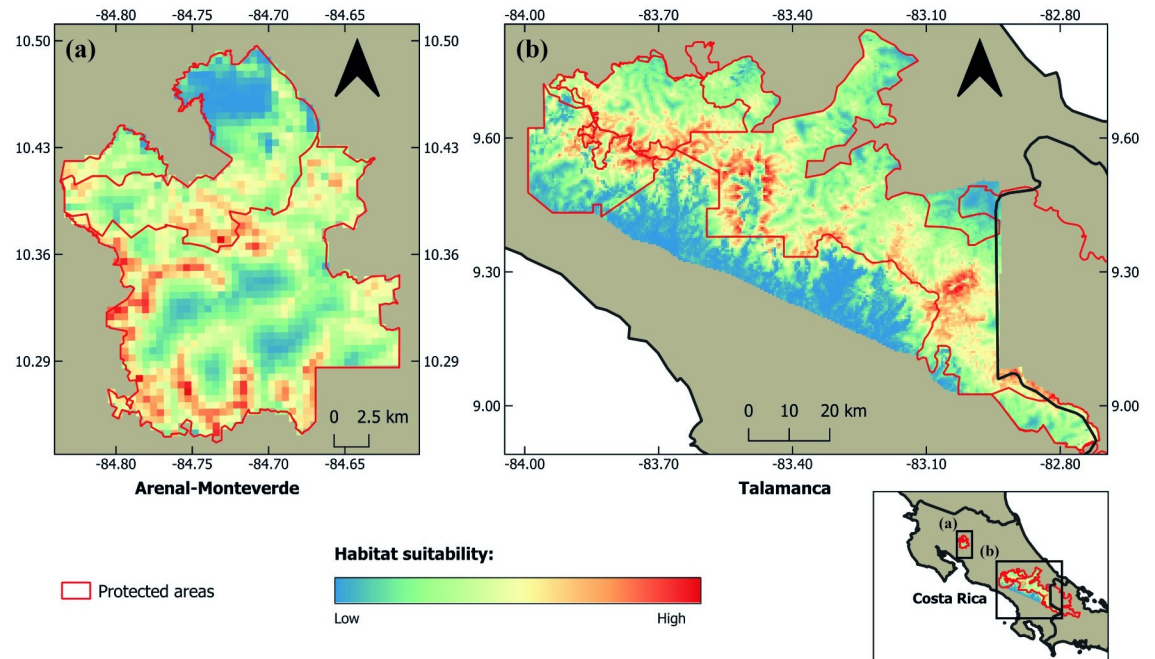 -84.80 -84.75 -84.70 -84.65
-84.00 -83.70 -83.40 -83.10 -82.80
(a)
(b)
10.50 10.50
10.43 10.43
10.36 10.36
10.29 10.29
9.60 9.60
9.30 9.30
9.00 9.00
0 2.5 km
0 10 20 km
-84.80 -84.75 -84.70 -84.65
-84.00 -83.70 -83.40 -83.10 -82.80
Arenal-Monteverde
Talamanca
Protected areas
Habitat suitability:
Low High
(a)
(b)
Costa Rica